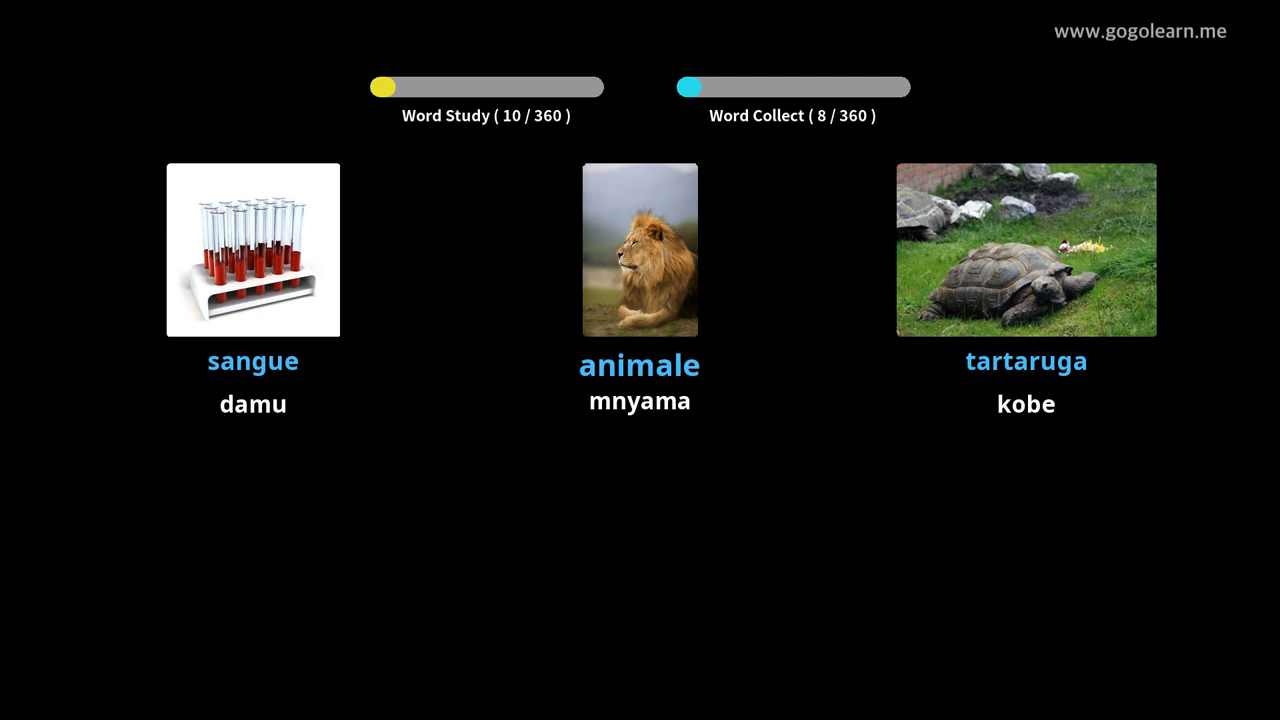 www.gogolearn.me
Word Study ( 10 / 360 )
Word Collect ( 8 / 360 )
sangue
damu
animale
mnyama
tartaruga
kobe